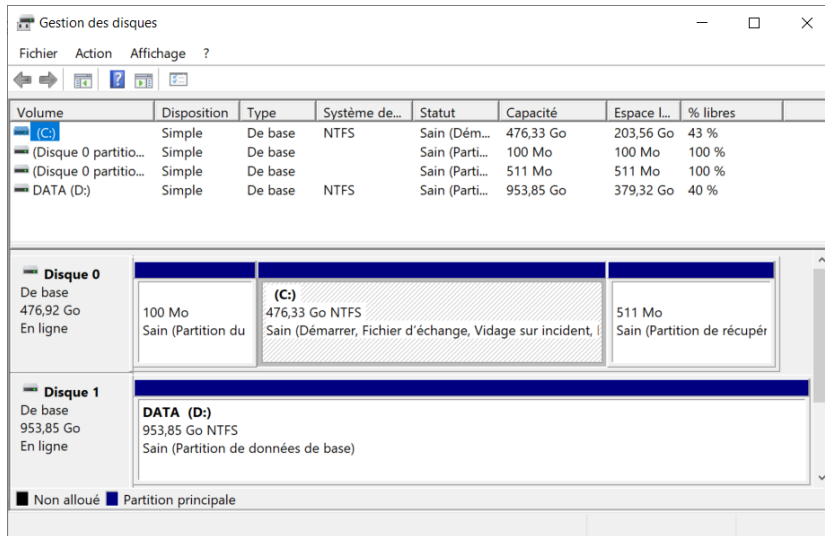 Gestion des disques
Fichier Action Affichage ?
Volume Disposition Type Système de... Statut Capacité Espace l... % libres
(C:) Simple De base NTFS Sain (Dém... 476,33 Go 203,56 Go 43 %
(Disque 0 partitio... Simple De base Sain (Parti... 100 Mo 100 Mo 100 %
(Disque 0 partitio... Simple De base Sain (Parti... 511 Mo 511 Mo 100 %
DATA (D:) Simple De base NTFS Sain (Parti... 953,85 Go 379,32 Go 40 %
Disque 0
De base
476,92 Go
En ligne
100 Mo
Sain (Partition du
(C:)
476,33 Go NTFS
Sain (Démarrer, Fichier d'échange, Vidage sur incident,
511 Mo
Sain (Partition de récupér
Disque 1
De base
953,85 Go
En ligne
DATA (D:)
953,85 Go NTFS
Sain (Partition de données de base)
Non alloué Partition principale